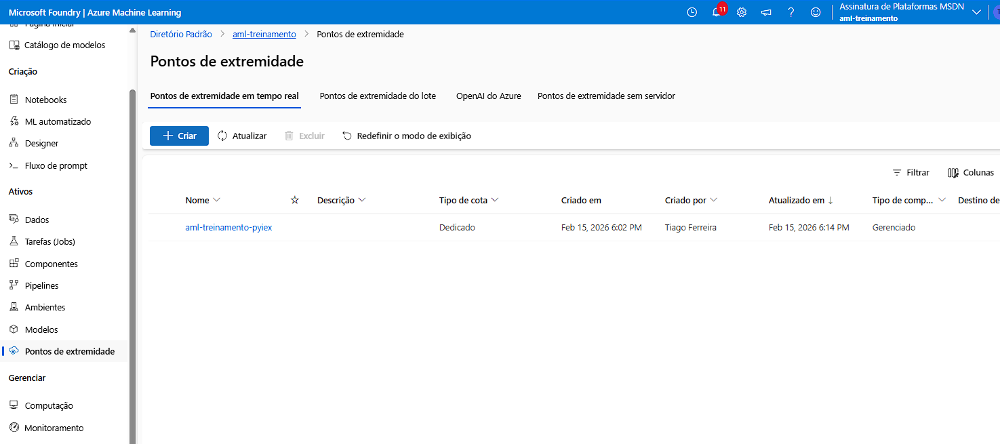 Microsoft Foundry | Azure Machine Learning
11
Assinatura de Plataformas MSDN
aml-treinamento
Página inicial
Catálogo de modelos
Criação
Notebooks
ML automatizado
Designer
Fluxo de prompt
Ativos
Dados
Tarefas (Jobs)
Componentes
Pipelines
Ambientes
Modelos
Pontos de extremidade
Gerenciar
Computação
Monitoramento
Diretório Padrão > aml-treinamento > Pontos de extremidade
Pontos de extremidade
Pontos de extremidade em tempo real Pontos de extremidade do lote OpenAI do Azure Pontos de extremidade sem servidor
Criar Atualizar Excluir Redefinir o modo de exibição
Filtrar Colunas
Nome Descrição Tipo de cota Criado em Criado por Atualizado em Tipo de comp... Destino de
aml-treinamento-pyiex Dedicado Feb 15, 2026 6:02 PM Tiago Ferreira Feb 15, 2026 6:14 PM Gerenciado